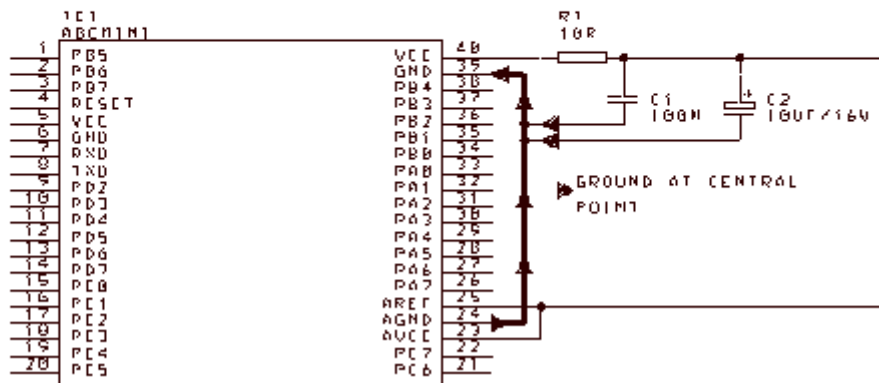 IC1
ABCMINI
R1
10R
1 PB5 VCC 40
2 PB6 GND 39
3 PB7 PB4 38
4 RESET PB3 37
5 VCC PB2 36
6 GND PB1 35
7 RXD PB0 34
8 TXD PA0 33
9 PD2 PA1 32
10 PD3 PA2 31
11 PD4 PA3 30
12 PD5 PA4 29
13 PD6 PA5 28
14 PD7 PA6 27
15 PC0 PA7 26
16 PC1 AREF 25
17 PC2 AGND 24
18 PC3 AVCC 23
19 PC4 PC7 22
20 PC5 PC6 21
C1
100N
+
C2
10UF/16V
GROUND AT CENTRAL
POINT